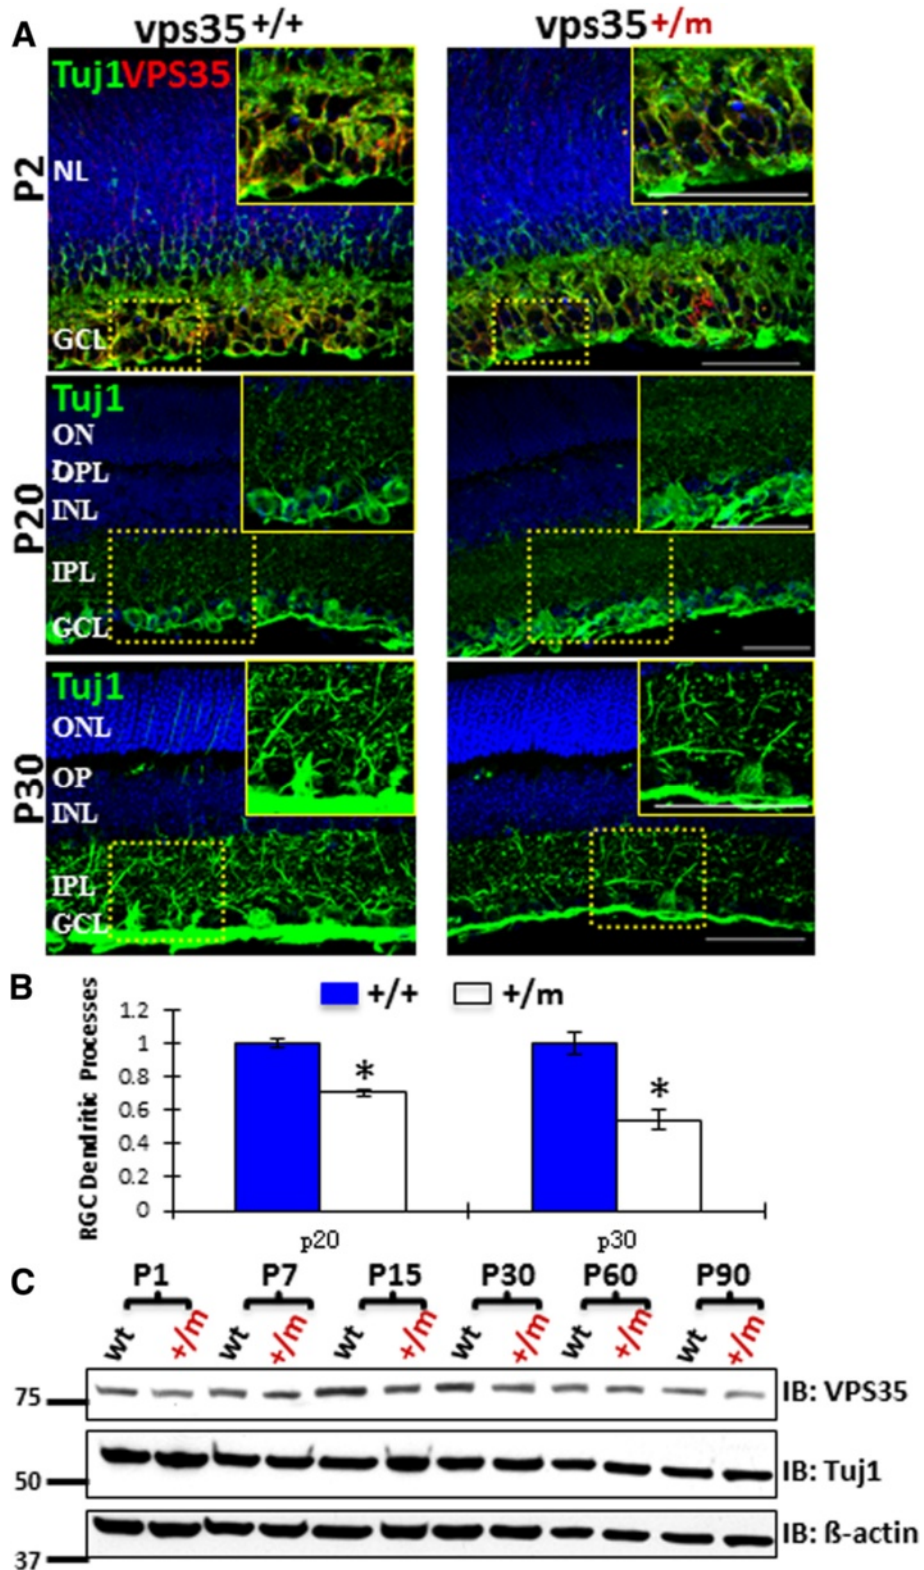 A
vps35+/+ vps35+/m
P2
Tuj1VPS35
NL
GCL
P20
Tuj1
ON
OPL
INL
IPL
GCL
P30
Tuj1
ONL
OP
INL
IPL
GCL
B
+/+ +/m
RGC Dendritic Processes
1.2
1
0.8
0.6
0.4
0.2
0
*
*
p20 p30
C
P1 P7 P15 P30 P60 P90
wt +/m wt +/m wt +/m wt +/m wt +/m wt +/m
75 IB: VPS35
50 IB: Tuj1
37 IB: ß-actin